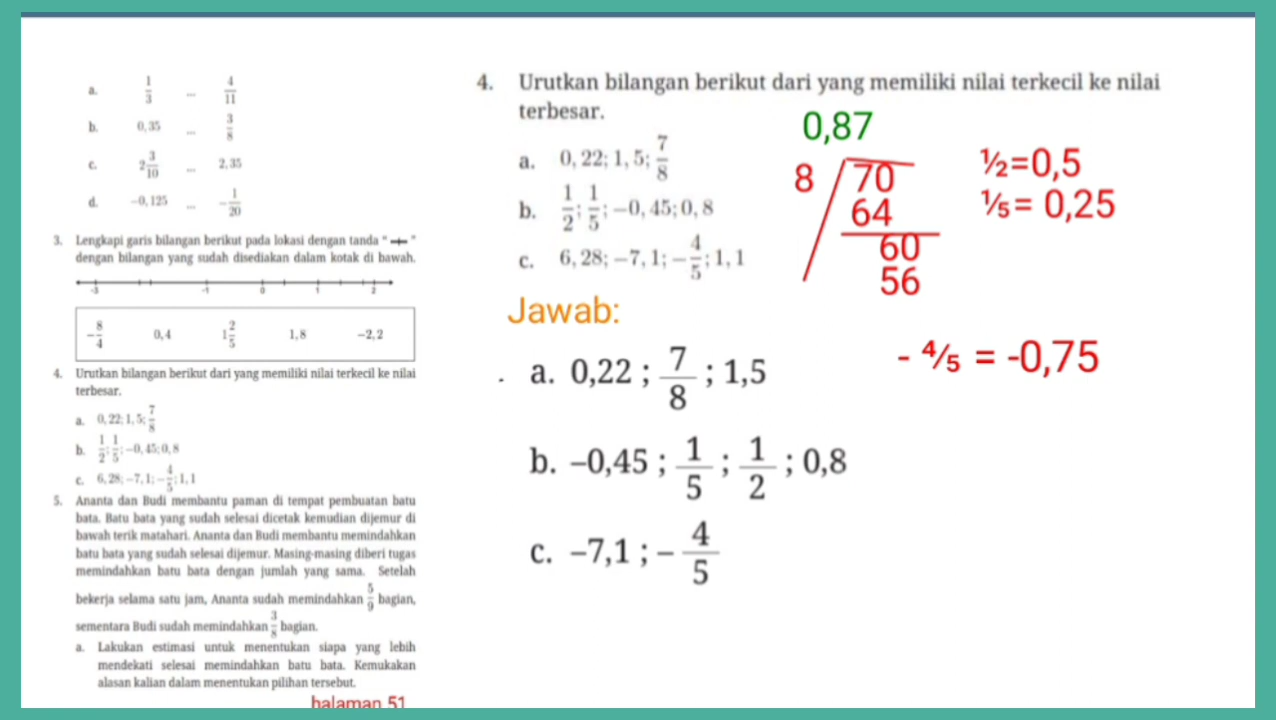 a. 1/3 ... 4/11
b. 0,35 ... 3/8
c. 2 3/10 ... 2,35
d. −0,125 ... −1/20
3. Lengkapi garis bilangan berikut pada lokasi dengan tanda “ ”
dengan bilangan yang sudah disediakan dalam kotak di bawah.
-3 -1 0 1 2
−8/4 0,4 1 2/5 1,8 −2,2
4. Urutkan bilangan berikut dari yang memiliki nilai terkecil ke nilai
terbesar.
a. 0, 22; 1, 5; 7/8
b. 1/2; 1/5; −0, 45; 0, 8
c. 6, 28; −7, 1; −4/5; 1, 1
5. Ananta dan Budi membantu paman di tempat pembuatan batu
bata. Batu bata yang sudah selesai dicetak kemudian dijemur di
bawah terik matahari. Ananta dan Budi membantu memindahkan
batu bata yang sudah selesai dijemur. Masing-masing diberi tugas
memindahkan batu bata dengan jumlah yang sama. Setelah
bekerja selama satu jam, Ananta sudah memindahkan 5/9 bagian,
sementara Budi sudah memindahkan 3/8 bagian.
a. Lakukan estimasi untuk menentukan siapa yang lebih
mendekati selesai memindahkan batu bata. Kemukakan
alasan kalian dalam menentukan pilihan tersebut.
halaman 51
4. Urutkan bilangan berikut dari yang memiliki nilai terkecil ke nilai
terbesar.
a. 0, 22; 1, 5; 7/8
b. 1/2; 1/5; −0, 45; 0, 8
c. 6, 28; −7, 1; −4/5; 1, 1
Jawab:
a. 0,22 ; 7/8 ; 1,5
b. –0,45 ; 1/5 ; 1/2 ; 0,8
c. –7,1 ; – 4/5
0,87
8 / 70
64
60
56
½=0,5
⅕= 0,25
- ⅘ = -0,75